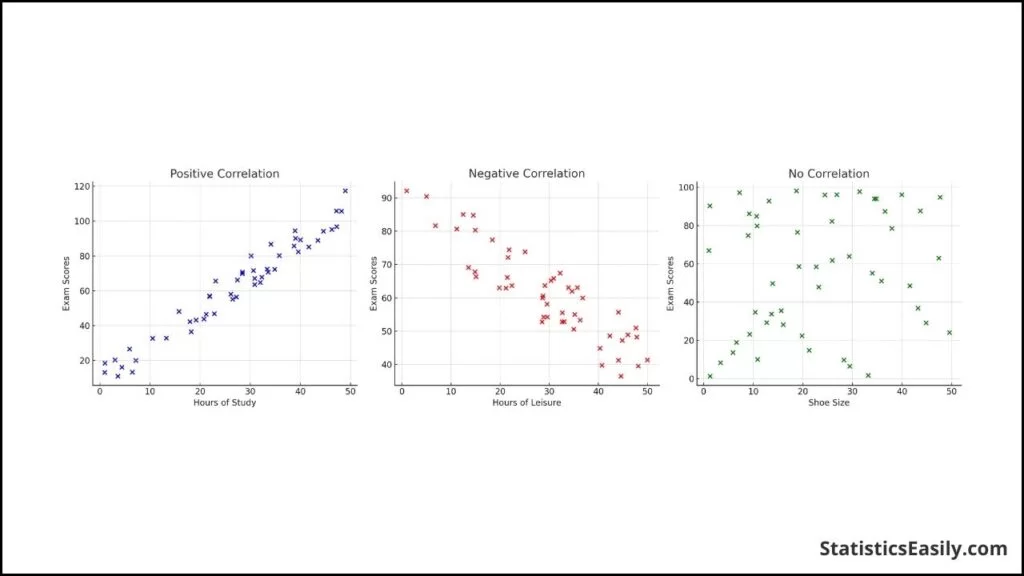 Positive Correlation
120
100
80
60
40
20
Exam Scores
0 10 20 30 40 50
Hours of Study
Negative Correlation
90
80
70
60
50
40
Exam Scores
0 10 20 30 40 50
Hours of Leisure
No Correlation
100
80
60
40
20
0
Exam Scores
0 10 20 30 40 50
Shoe Size
StatisticsEasily.com